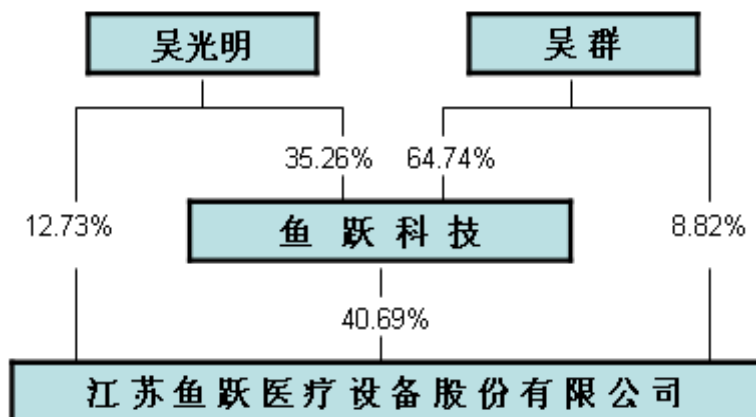 吴光明 吴群
35.26% 64.74%
12.73% 鱼跃科技 8.82%
40.69%
江苏鱼跃医疗设备股份有限公司